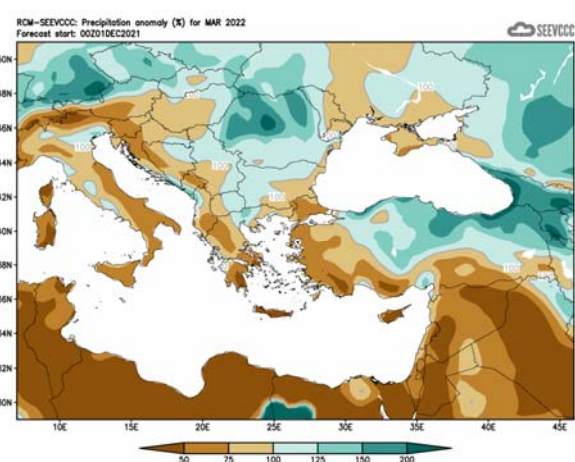 RCM-SEEVCCC: Precipitation anomaly (%) for MAR 2022
Forecast start: 00Z01DEC2021
SEEVCCC
60N
48N
46N
44N
42N
40N
38N
36N
34N
32N
30N
100
100
100
100
100
100
100
10E
15E
20E
25E
30E
35E
40E
45E
50 75 100 125 150 200